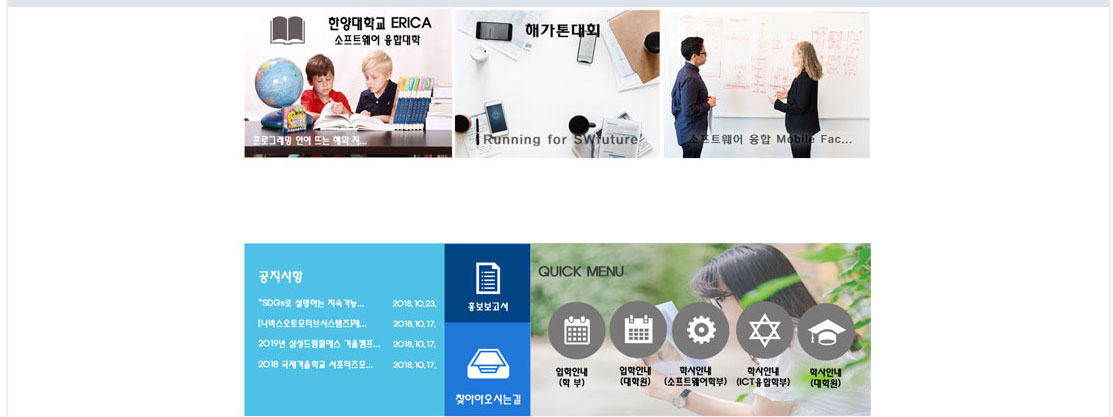 한양대학교 ERICA
소프트웨어 융합대학
프로그래밍 언어 뜨는 해와 지...
해가톤대회
Running for SWfuture
소프트웨어 융합 Mobile Fac...
공지사항
"SDGs로 설명하는 지속가능... 2018.10.23.
[나벡스오토모티브시스템즈]제... 2018.10.17.
2019년 삼성드림클래스 겨울캠프... 2018.10.17.
2018 국제겨울학교 서포터즈모... 2018.10.17.
홍보보고서
찾아오시는길
QUICK MENU
입학안내
(학 부)
입학안내
(대학원)
학사안내
(소프트웨어학부)
학사안내
(ICT융합학부)
학사안내
(대학원)